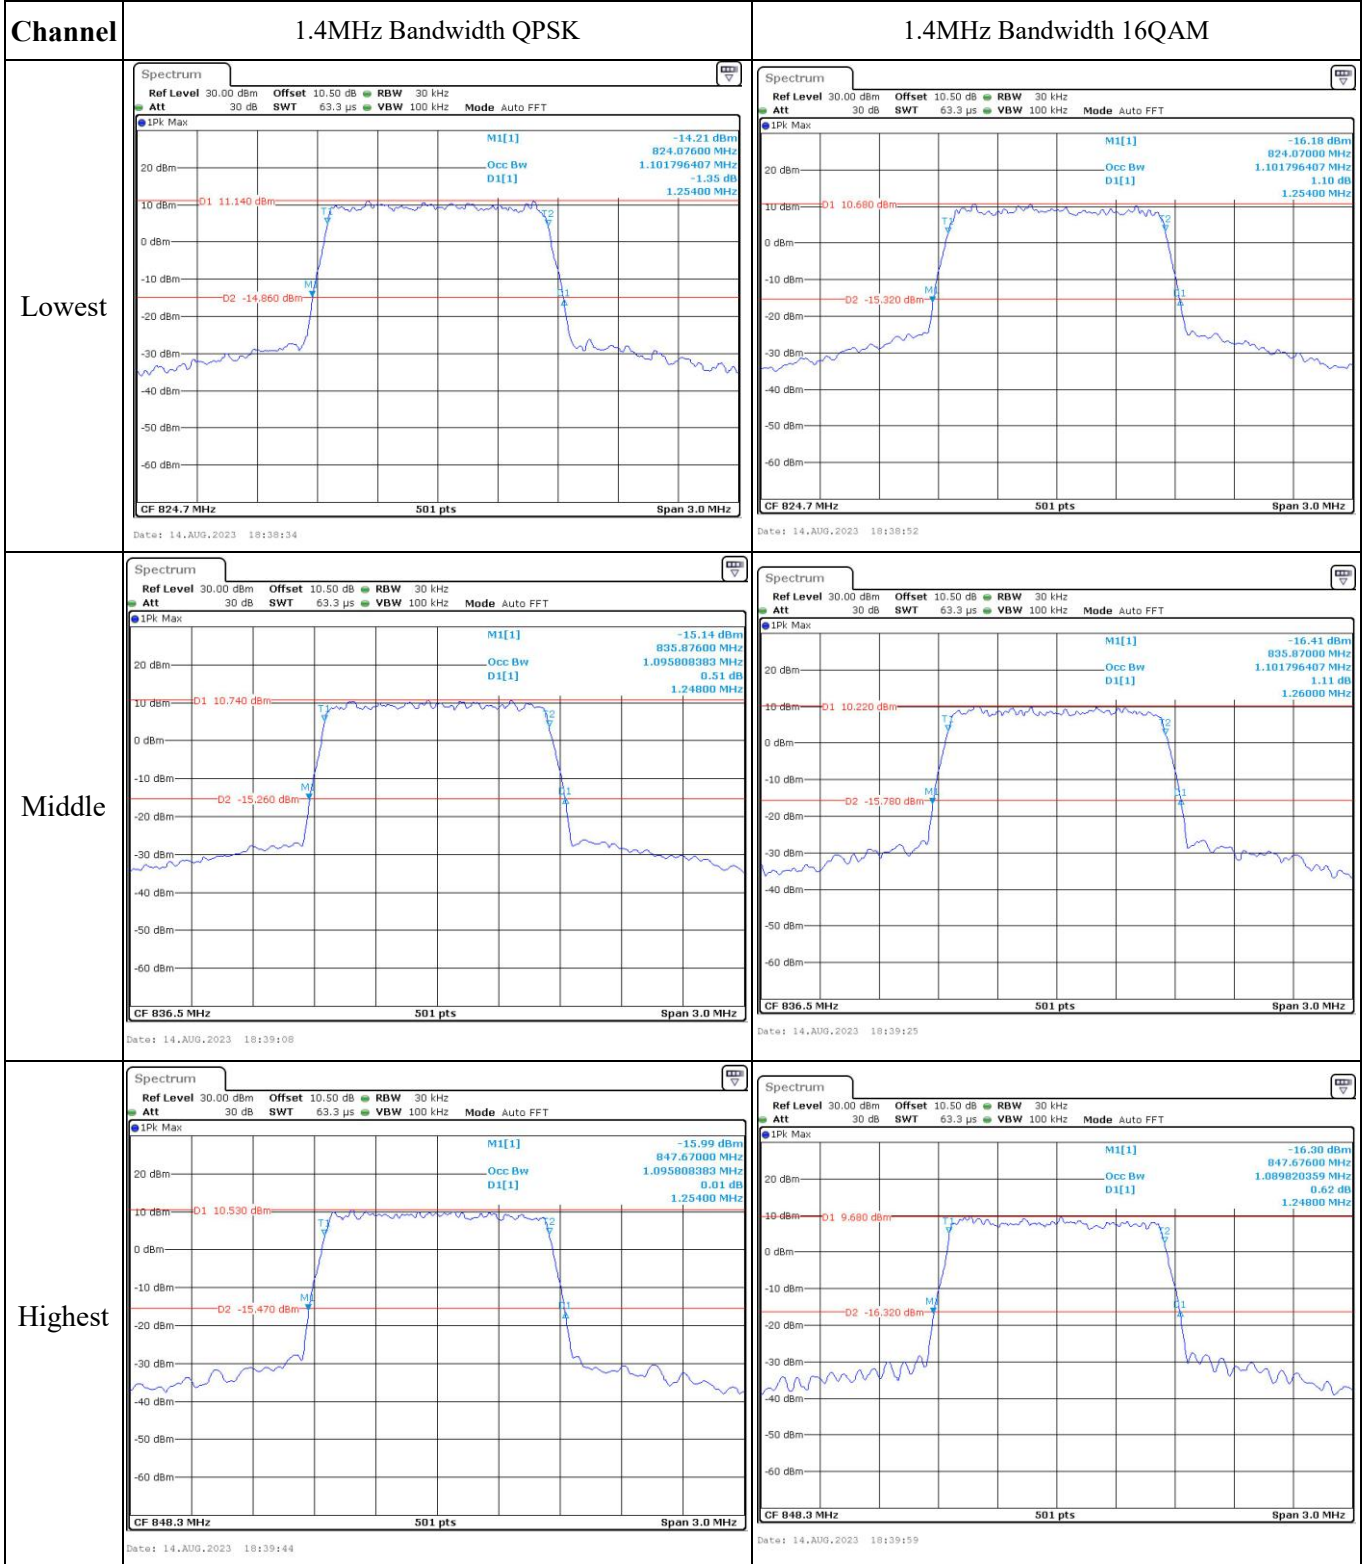 Channel 1.4MHz Bandwidth QPSK 1.4MHz Bandwidth 16QAM
Lowest
Spectrum
Ref Level 30.00 dBm Offset 10.50 dB RBW 30 kHz
Att 30 dB SWT 63.3 µs VBW 100 kHz Mode Auto FFT
1Pk Max
M1[1] -14.21 dBm
824.07600 MHz
Occ Bw 1.101796407 MHz
D1[1] -1.35 dB
1.25400 MHz
20 dBm
D1 11.140 dBm
10 dBm
T1
T2
0 dBm
-10 dBm
M1
D2 -14.860 dBm
D1
-20 dBm
-30 dBm
-40 dBm
-50 dBm
-60 dBm
CF 824.7 MHz 501 pts Span 3.0 MHz
Date: 14.AUG.2023 18:38:34
Spectrum
Ref Level 30.00 dBm Offset 10.50 dB RBW 30 kHz
Att 30 dB SWT 63.3 µs VBW 100 kHz Mode Auto FFT
1Pk Max
M1[1] -16.18 dBm
824.07000 MHz
Occ Bw 1.101796407 MHz
D1[1] 1.10 dB
1.25400 MHz
20 dBm
10 dBm
D1 10.680 dBm
T1
T2
0 dBm
-10 dBm
M1
D1
D2 -15.320 dBm
-20 dBm
-30 dBm
-40 dBm
-50 dBm
-60 dBm
CF 824.7 MHz 501 pts Span 3.0 MHz
Date: 14.AUG.2023 18:38:52
Middle
Spectrum
Ref Level 30.00 dBm Offset 10.50 dB RBW 30 kHz
Att 30 dB SWT 63.3 µs VBW 100 kHz Mode Auto FFT
1Pk Max
M1[1] -15.14 dBm
835.87600 MHz
Occ Bw 1.095808383 MHz
D1[1] 0.51 dB
1.24800 MHz
20 dBm
D1 10.740 dBm
10 dBm
T1
T2
0 dBm
-10 dBm
M1
D1
D2 -15.260 dBm
-20 dBm
-30 dBm
-40 dBm
-50 dBm
-60 dBm
CF 836.5 MHz 501 pts Span 3.0 MHz
Date: 14.AUG.2023 18:39:08
Spectrum
Ref Level 30.00 dBm Offset 10.50 dB RBW 30 kHz
Att 30 dB SWT 63.3 µs VBW 100 kHz Mode Auto FFT
1Pk Max
M1[1] -16.41 dBm
835.87000 MHz
Occ Bw 1.101796407 MHz
D1[1] 1.11 dB
1.26000 MHz
20 dBm
10 dBm
D1 10.220 dBm
T1
T2
0 dBm
-10 dBm
M1
D1
D2 -15.780 dBm
-20 dBm
-30 dBm
-40 dBm
-50 dBm
-60 dBm
CF 836.5 MHz 501 pts Span 3.0 MHz
Date: 14.AUG.2023 18:39:25
Highest
Spectrum
Ref Level 30.00 dBm Offset 10.50 dB RBW 30 kHz
Att 30 dB SWT 63.3 µs VBW 100 kHz Mode Auto FFT
1Pk Max
M1[1] -15.99 dBm
847.67000 MHz
Occ Bw 1.095808383 MHz
D1[1] 0.01 dB
1.25400 MHz
20 dBm
D1 10.530 dBm
10 dBm
T1
T2
0 dBm
-10 dBm
M1
D1
D2 -15.470 dBm
-20 dBm
-30 dBm
-40 dBm
-50 dBm
-60 dBm
CF 848.3 MHz 501 pts Span 3.0 MHz
Date: 14.AUG.2023 18:39:44
Spectrum
Ref Level 30.00 dBm Offset 10.50 dB RBW 30 kHz
Att 30 dB SWT 63.3 µs VBW 100 kHz Mode Auto FFT
1Pk Max
M1[1] -16.30 dBm
847.67600 MHz
Occ Bw 1.089820359 MHz
D1[1] 0.62 dB
1.24800 MHz
20 dBm
10 dBm
D1 9.680 dBm
T1
T2
0 dBm
-10 dBm
M1
D1
D2 -16.320 dBm
-20 dBm
-30 dBm
-40 dBm
-50 dBm
-60 dBm
CF 848.3 MHz 501 pts Span 3.0 MHz
Date: 14.AUG.2023 18:39:59